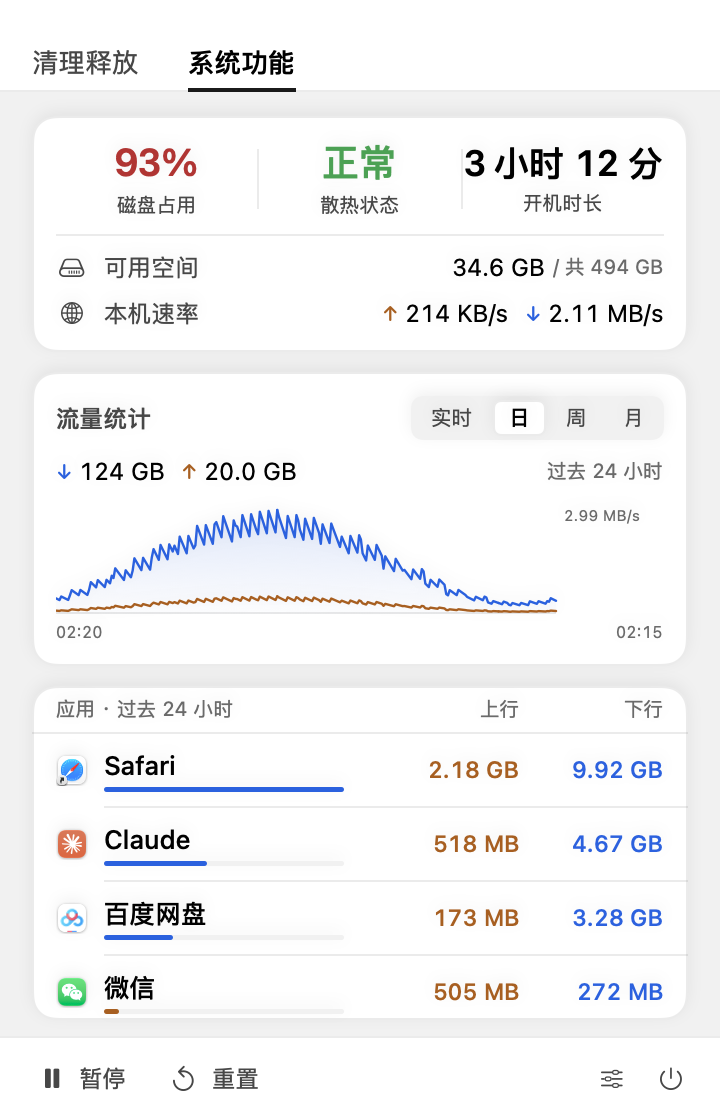 清理释放 系统功能
93% 正常 3 小时 12 分
磁盘占用 散热状态 开机时长
可用空间 34.6 GB / 共 494 GB
本机速率 ↑ 214 KB/s ↓ 2.11 MB/s
流量统计 实时 日 周 月
↓ 124 GB ↑ 20.0 GB 过去 24 小时
2.99 MB/s
02:20 02:15
应用 · 过去 24 小时 上行 下行
Safari 2.18 GB 9.92 GB
Claude 518 MB 4.67 GB
百度网盘 173 MB 3.28 GB
微信 505 MB 272 MB
暂停 重置